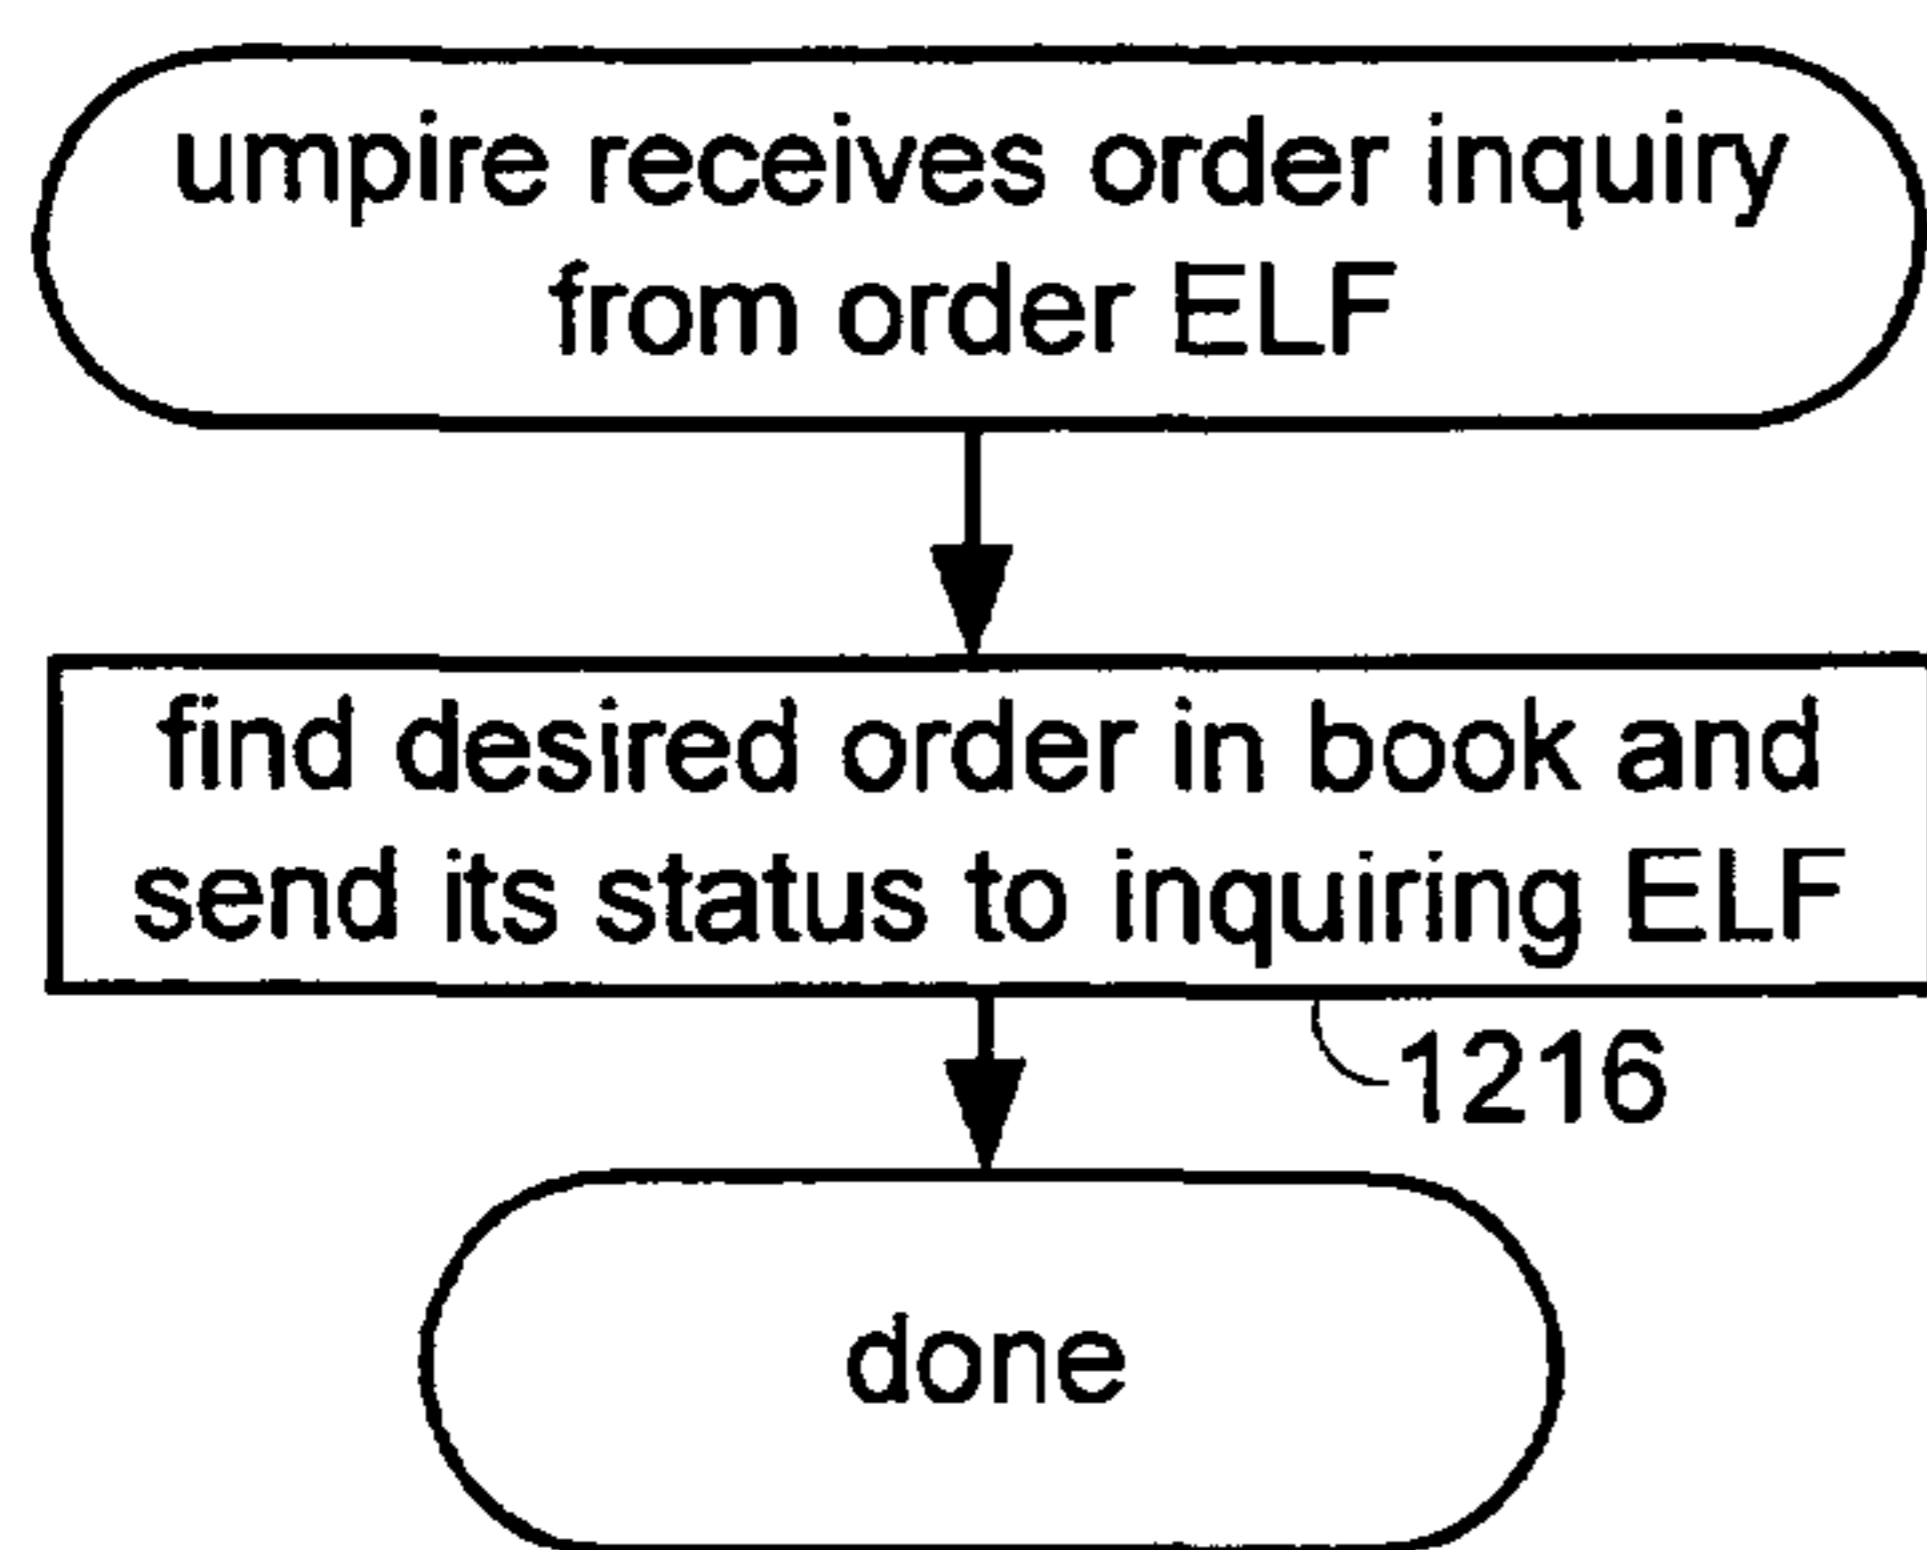 umpire receives order inquiry
from order ELF
find desired order in book and
send its status to inquiring ELF
1216
done